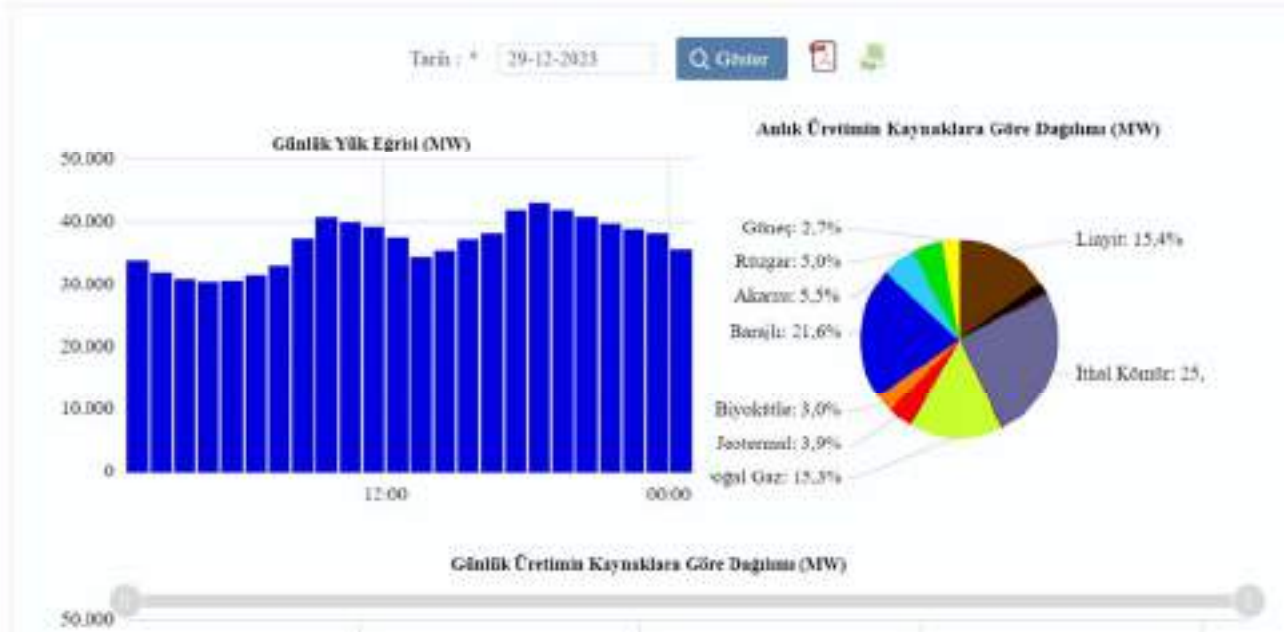 Tarih : * 29-12-2023 Göster
Günlük Yük Eğrisi (MW)
50.000
40.000
30.000
20.000
10.000
0
12:00
00:00
Anlık Üretimin Kaynaklara Göre Dağılımı (MW)
Güneş: 2,7%
Rüzgar: 5,0%
Akarsu: 5,5%
Barajlı: 21,6%
Biyokütle: 3,0%
Jeotermal: 3,9%
oğal Gaz: 15,3%
Linyit: 15,4%
İthal Kömür: 25,
Günlük Üretimin Kaynaklara Göre Dağılımı (MW)
50.000